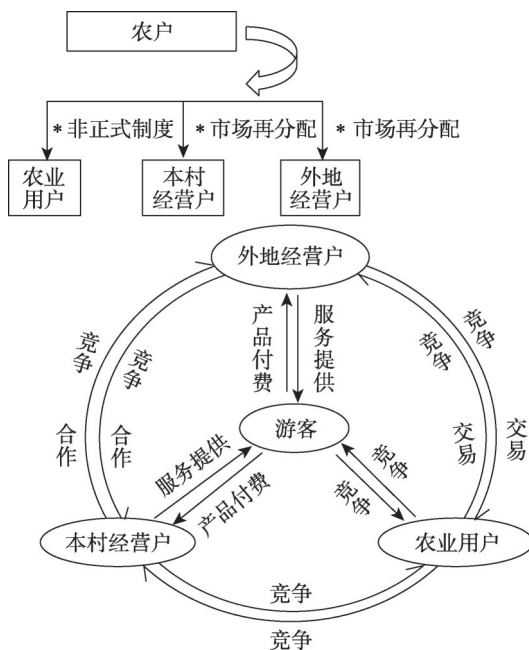 农户
*非正式制度
*市场再分配
*市场再分配
农业
用户
本村
经营户
外地
经营户
外地经营户
竞争
竞争
产品付费
服务提供
竞争
竞争
合作
合作
游客
交易
交易
服务提供
产品付费
竞争
竞争
本村经营户
农业用户
竞争
竞争